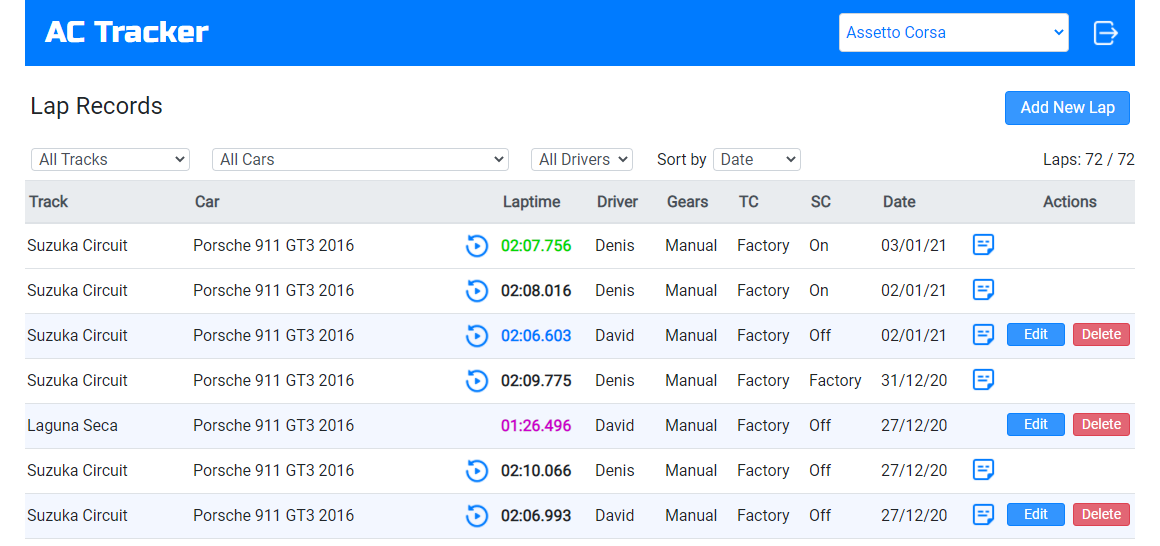 AC Tracker Assetto Corsa
Lap Records Add New Lap
All Tracks All Cars All Drivers Sort by Date Laps: 72 / 72
Track Car Laptime Driver Gears TC SC Date Actions
Suzuka Circuit Porsche 911 GT3 2016 02:07.756 Denis Manual Factory On 03/01/21
Suzuka Circuit Porsche 911 GT3 2016 02:08.016 Denis Manual Factory On 02/01/21
Suzuka Circuit Porsche 911 GT3 2016 02:06.603 David Manual Factory Off 02/01/21 Edit Delete
Suzuka Circuit Porsche 911 GT3 2016 02:09.775 Denis Manual Factory Factory 31/12/20
Laguna Seca Porsche 911 GT3 2016 01:26.496 David Manual Factory Off 27/12/20 Edit Delete
Suzuka Circuit Porsche 911 GT3 2016 02:10.066 Denis Manual Factory Off 27/12/20
Suzuka Circuit Porsche 911 GT3 2016 02:06.993 David Manual Factory Off 27/12/20 Edit Delete